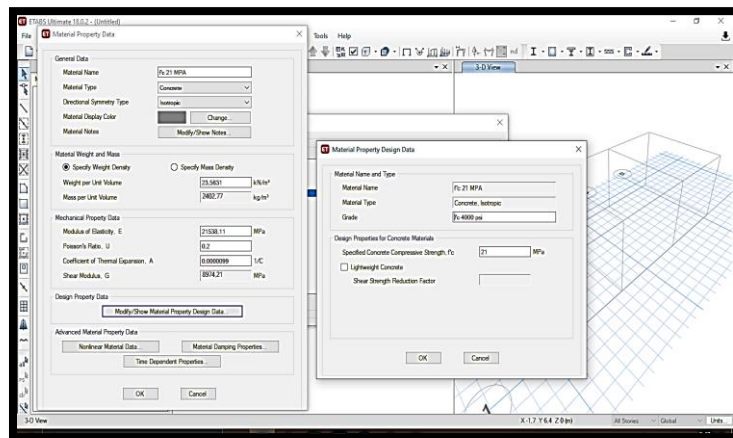 ETABS Ultimate 18.0.2 - (Untitled)
File
Tools Help
3-D View
Material Property Data
General Data
Material Name f'c 21 MPA
Material Type Concrete
Directional Symmetry Type Isotropic
Material Display Color Change...
Material Notes Modify/Show Notes...
Material Weight and Mass
Specify Weight Density Specify Mass Density
Weight per Unit Volume 23,5631 kN/m³
Mass per Unit Volume 2402,77 kg/m³
Mechanical Property Data
Modulus of Elasticity, E 21538,11 MPa
Poisson's Ratio, U 0,2
Coefficient of Thermal Expansion, A 0,0000099 1/C
Shear Modulus, G 8974,21 MPa
Design Property Data
Modify/Show Material Property Design Data...
Advanced Material Property Data
Nonlinear Material Data... Material Damping Properties...
Time Dependent Properties...
OK Cancel
Material Property Design Data
Material Name and Type
Material Name f'c 21 MPA
Material Type Concrete, Isotropic
Grade f'c 4000 psi
Design Properties for Concrete Materials
Specified Concrete Compressive Strength, f'c 21 MPa
Lightweight Concrete
Shear Strength Reduction Factor
OK Cancel
3-D View X -1,7 Y 6,4 Z 0 (m) All Stories Global Units